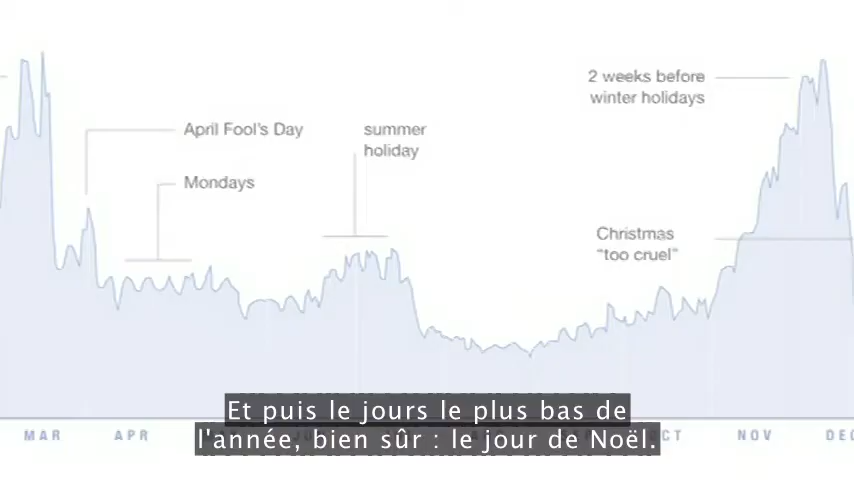 2 weeks before
winter holidays
April Fool's Day
summer
holiday
Mondays
Christmas
"too cruel"
Et puis le jours le plus bas de
l'année, bien sûr : le jour de Noël.
MAR
APR
NOV